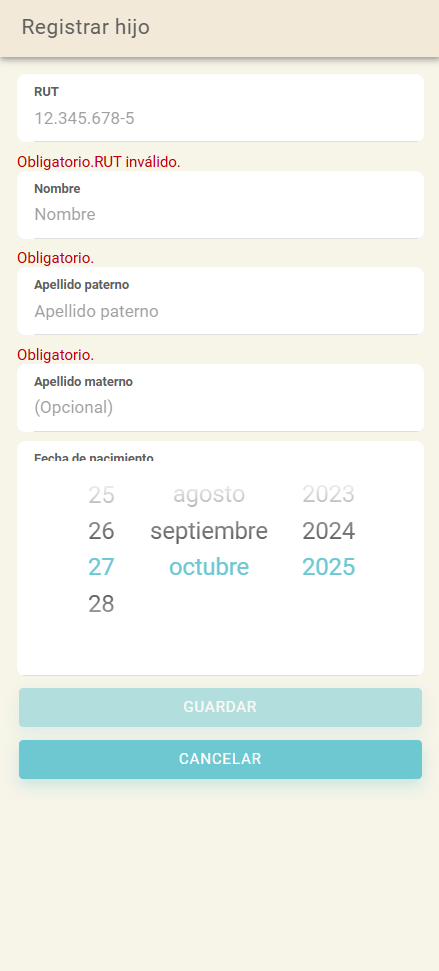 Registrar hijo
RUT
12.345.678-5
Obligatorio.RUT inválido.
Nombre
Nombre
Obligatorio.
Apellido paterno
Apellido paterno
Obligatorio.
Apellido materno
(Opcional)
Fecha de nacimiento
25 agosto 2023
26 septiembre 2024
27 octubre 2025
28
GUARDAR
CANCELAR